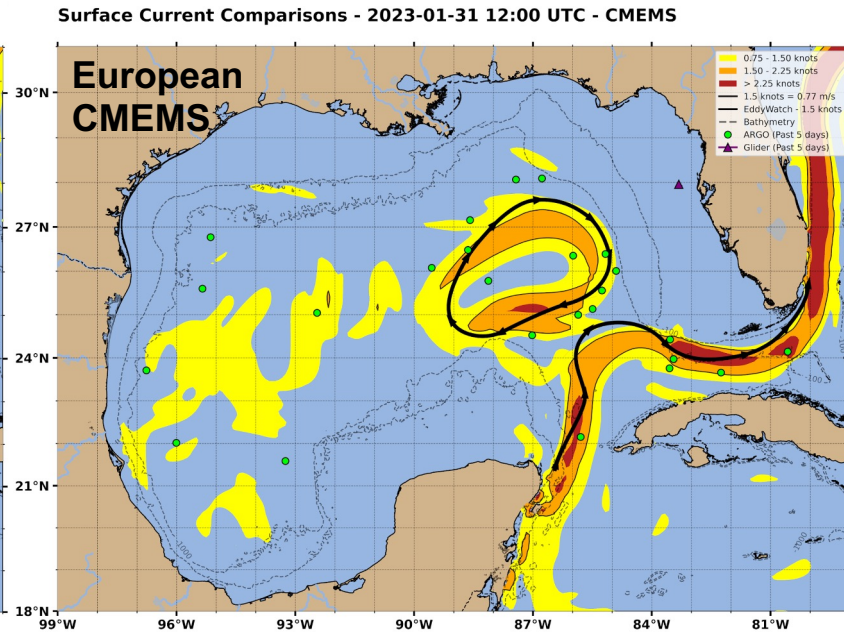 Surface Current Comparisons - 2023-01-31 12:00 UTC - CMEMS
European
CMEMS
0.75 - 1.50 knots
1.50 - 2.25 knots
> 2.25 knots
1.5 knots = 0.77 m/s
EddyWatch - 1.5 knots
Bathymetry
ARGO (Past 5 days)
Glider (Past 5 days)
30°N
27°N
24°N
21°N
18°N
99°W
96°W
93°W
90°W
87°W
84°W
81°W
-100
-1000